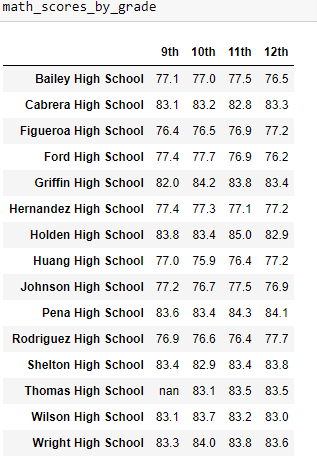 math_scores_by_grade
9th 10th 11th 12th
Bailey High School 77.1 77.0 77.5 76.5
Cabrera High School 83.1 83.2 82.8 83.3
Figueroa High School 76.4 76.5 76.9 77.2
Ford High School 77.4 77.7 76.9 76.2
Griffin High School 82.0 84.2 83.8 83.4
Hernandez High School 77.4 77.3 77.1 77.2
Holden High School 83.8 83.4 85.0 82.9
Huang High School 77.0 75.9 76.4 77.2
Johnson High School 77.2 76.7 77.5 76.9
Pena High School 83.6 83.4 84.3 84.1
Rodriguez High School 76.9 76.6 76.4 77.7
Shelton High School 83.4 82.9 83.4 83.8
Thomas High School nan 83.1 83.5 83.5
Wilson High School 83.1 83.7 83.2 83.0
Wright High School 83.3 84.0 83.8 83.6